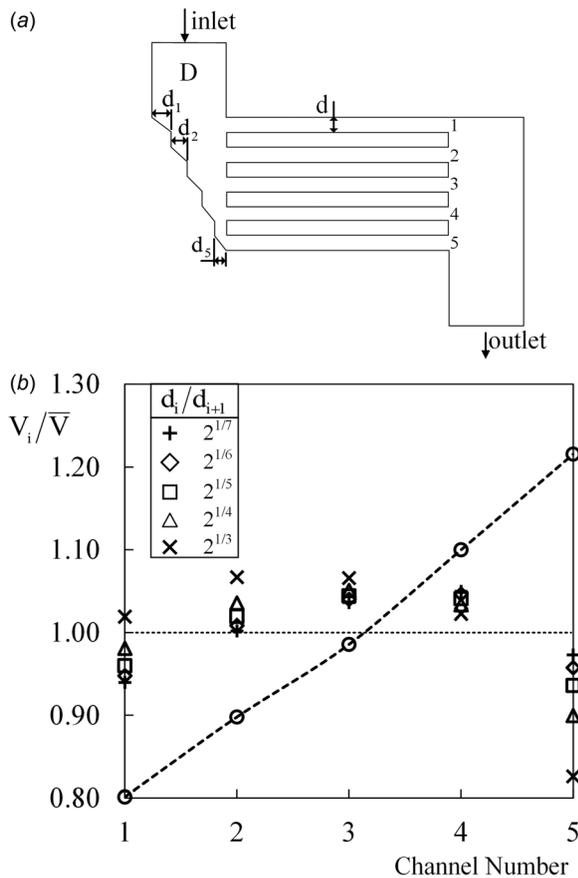 (a)
inlet
D
d1
d2
d
1
2
3
4
5
d5
outlet
(b)
Vi/V̅
1.30
1.20
1.10
1.00
0.90
0.80
di/di+1
2^1/7
2^1/6
2^1/5
2^1/4
2^1/3
1 2 3 4 5
Channel Number